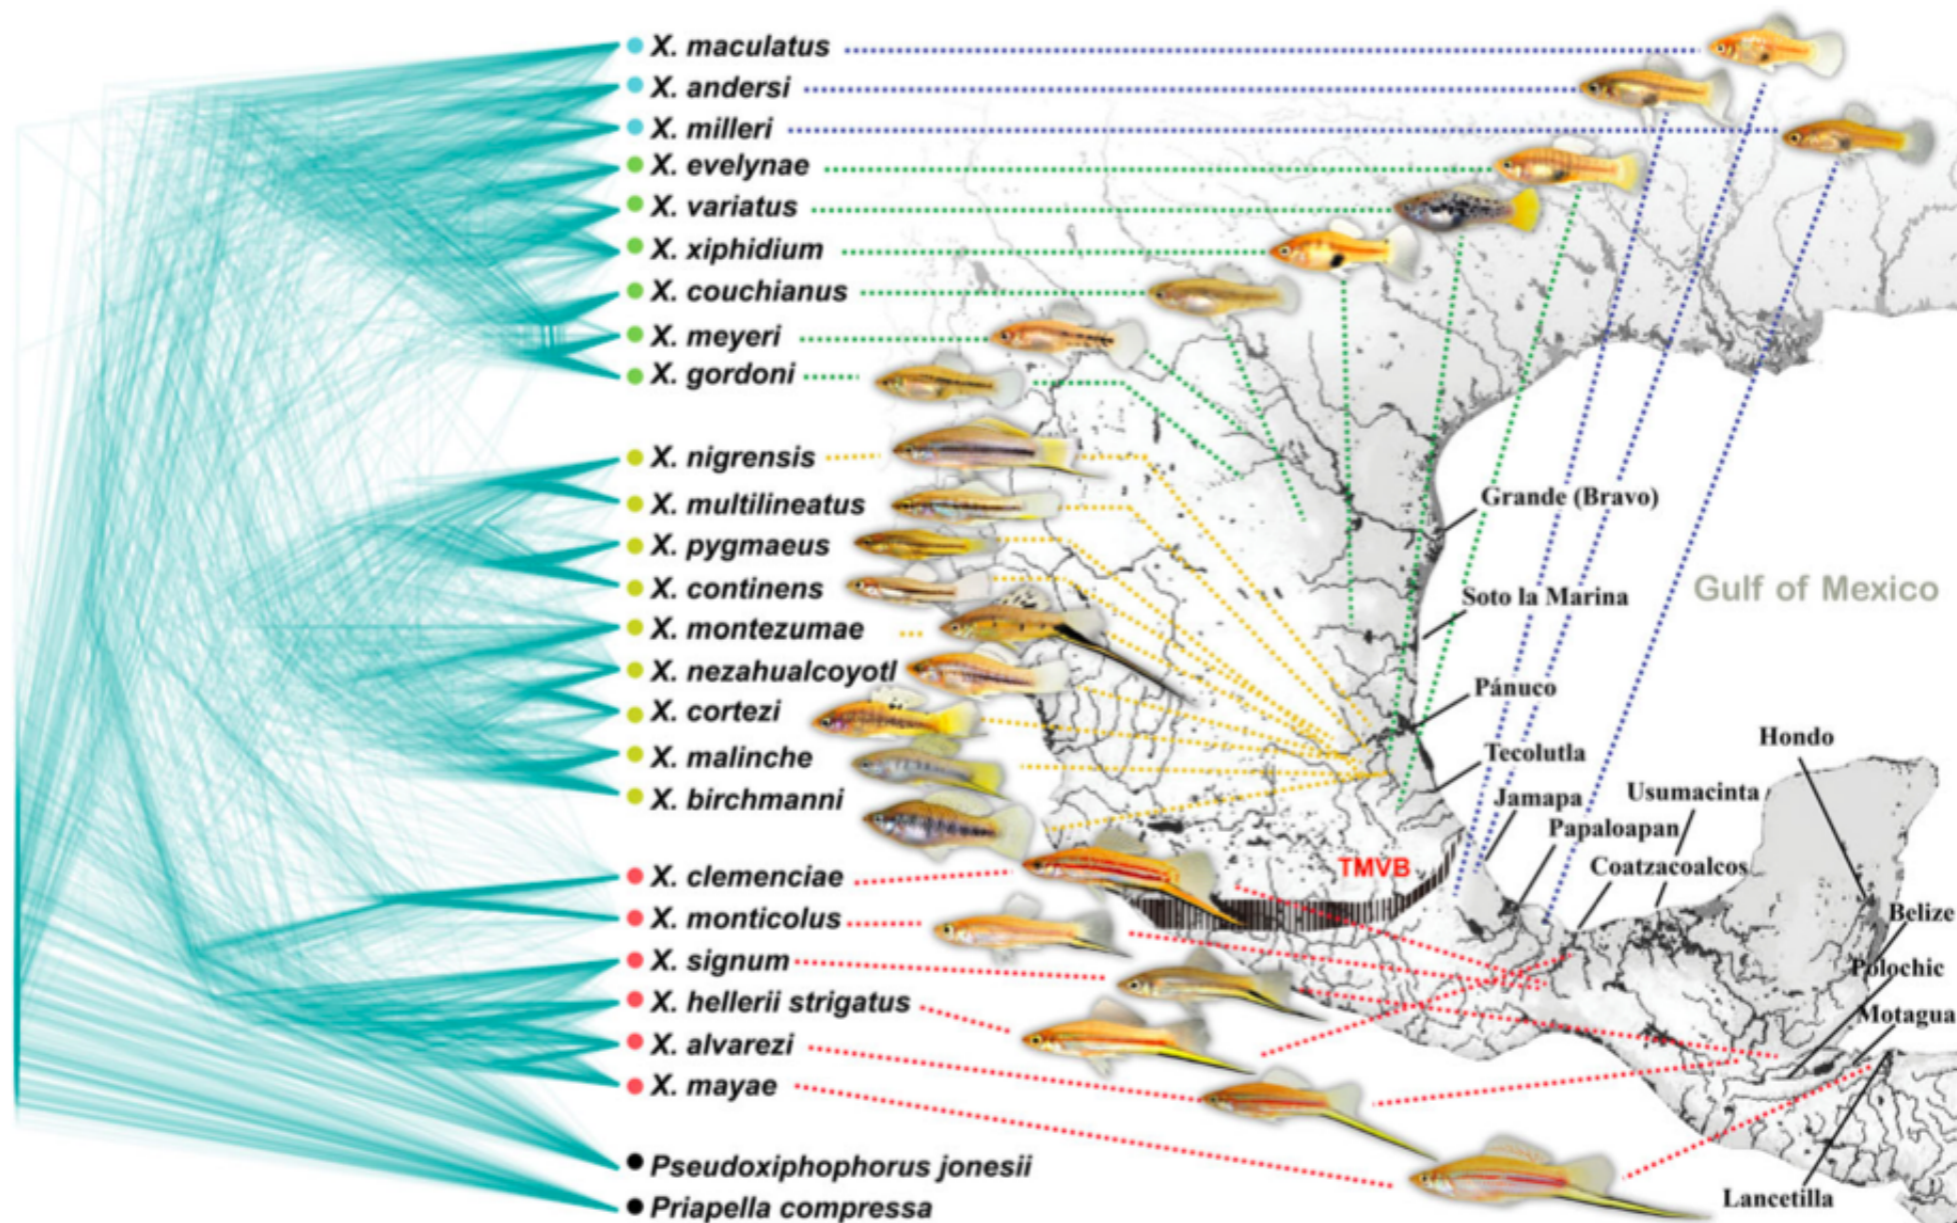 X. maculatus
X. andersi
X. milleri
X. evelynae
X. variatus
X. xiphidium
X. couchianus
X. meyeri
X. gordoni
X. nigrensis
X. multilineatus
X. pygmaeus
X. continens
X. montezumae
X. nezahualcoyotl
X. cortezi
X. malinche
X. birchmanni
X. clemenciae
X. monticolus
X. signum
X. hellerii strigatus
X. alvarezi
X. mayae
Pseudoxiphophorus jonesii
Priapella compressa
Grande (Bravo)
Gulf of Mexico
Soto la Marina
Pánuco
Hondo
Tecolutla
Usumacinta
Jamapa
Papaloapan
TMVB
Coatzacoalcos
Belize
Polochic
Motagua
Lancetilla